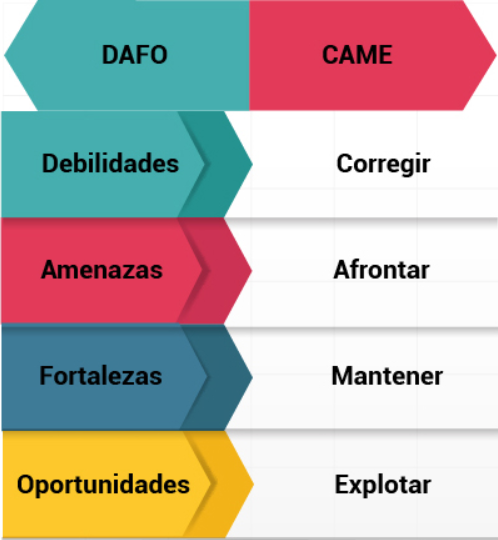 DAFO CAME
Debilidades Corregir
Amenazas Afrontar
Fortalezas Mantener
Oportunidades Explotar